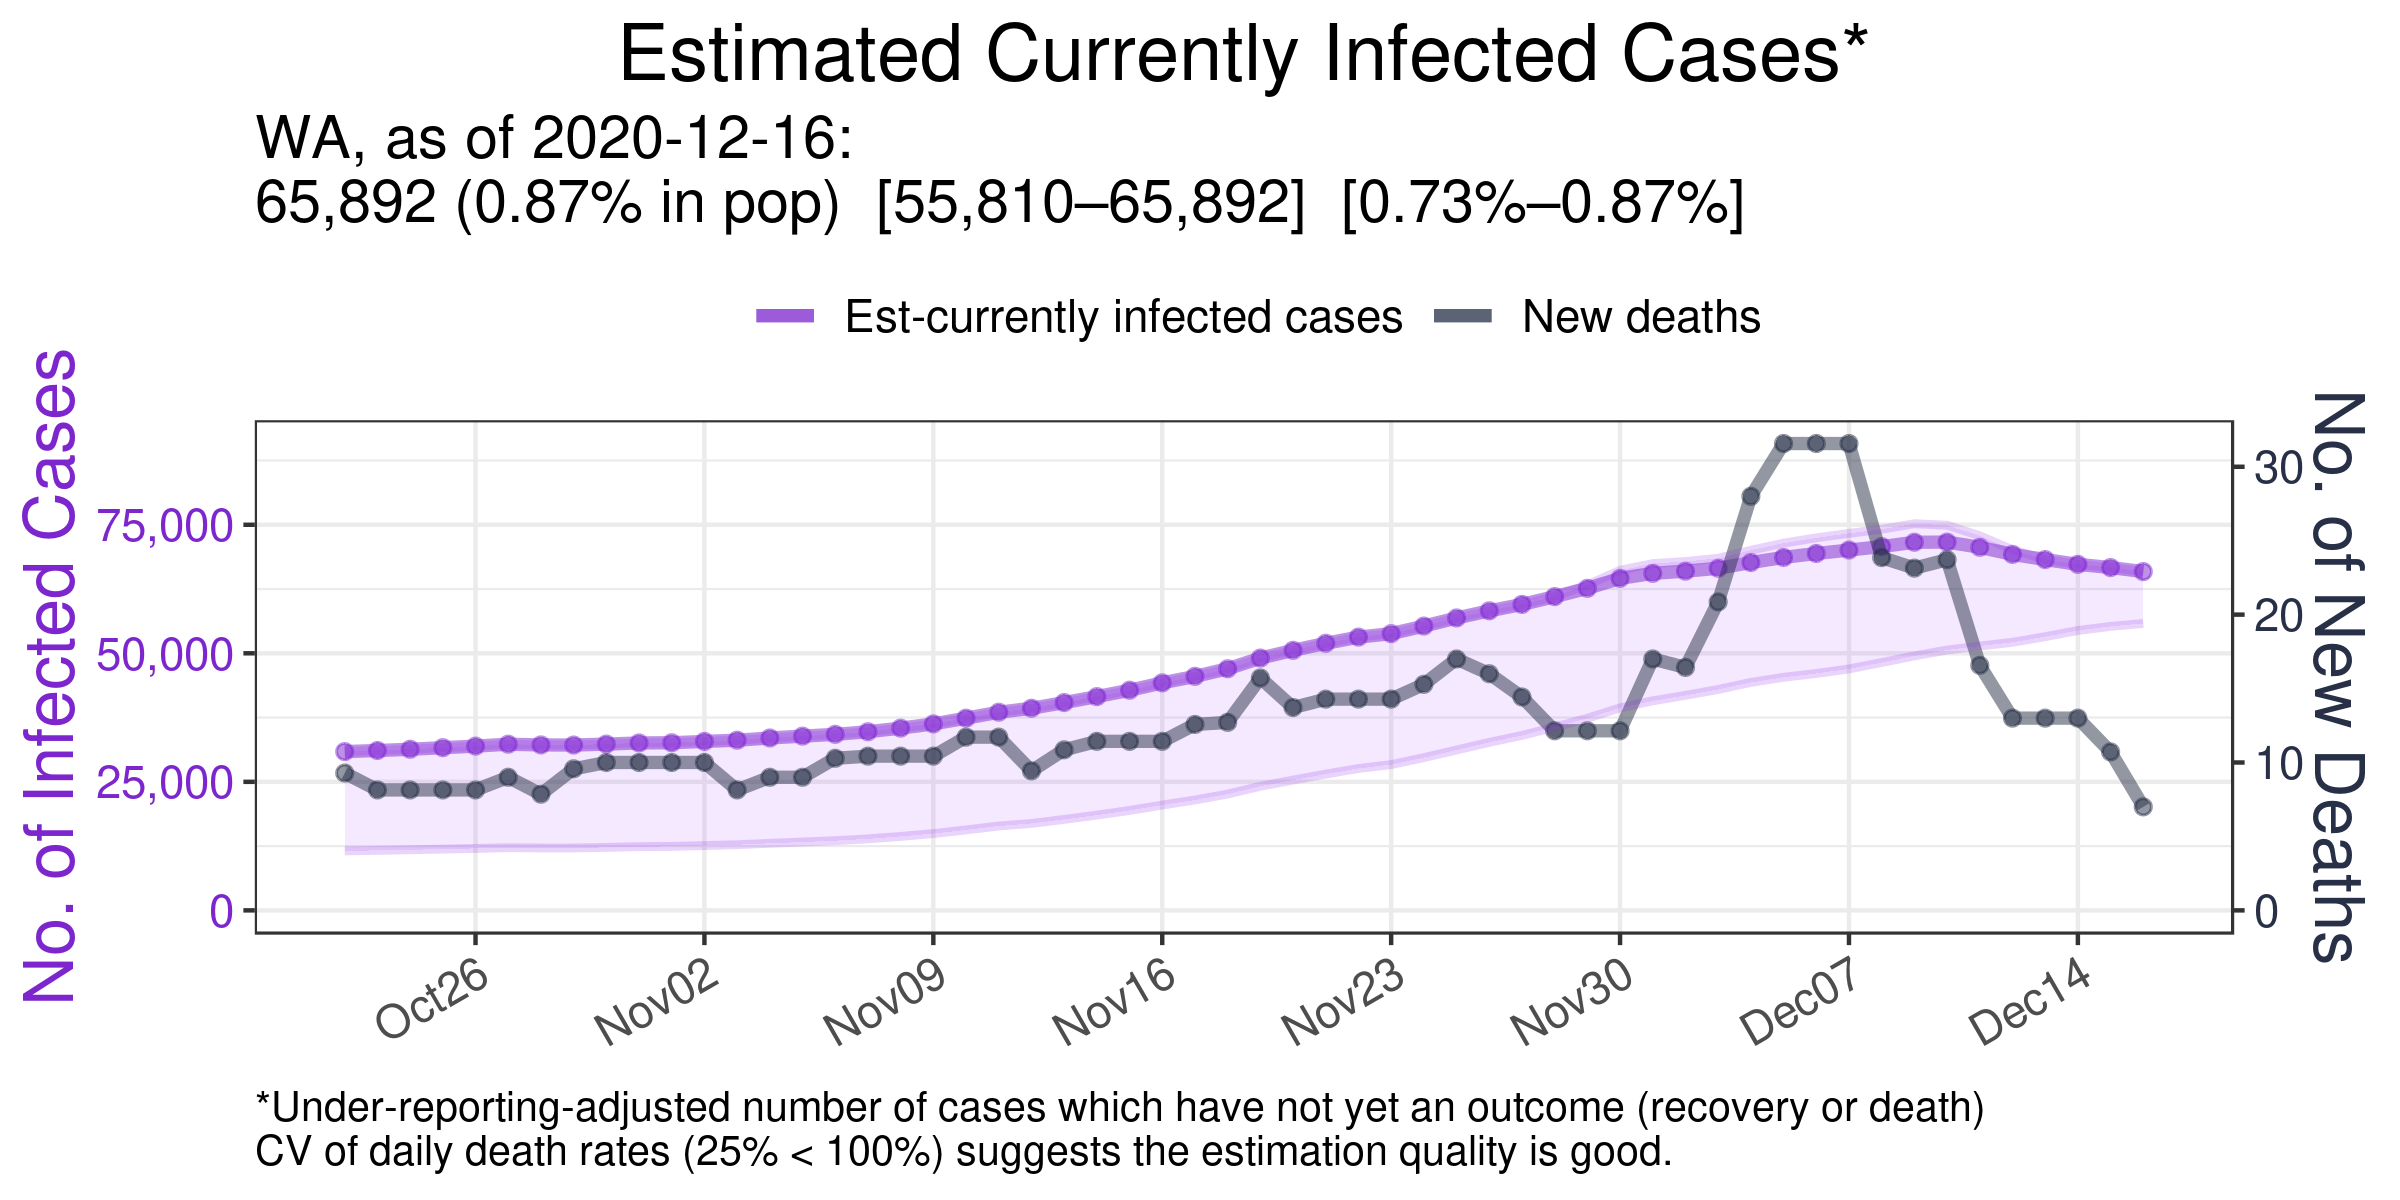 Estimated Currently Infected Cases*
WA, as of 2020-12-16:
65,892 (0.87% in pop)  [55,810–65,892]  [0.73%–0.87%]
Est-currently infected cases
New deaths
No. of Infected Cases
75,000
50,000
25,000
0
No. of New Deaths
30
20
10
0
Oct26
Nov02
Nov09
Nov16
Nov23
Nov30
Dec07
Dec14
*Under-reporting-adjusted number of cases which have not yet an outcome (recovery or death)
CV of daily death rates (25% < 100%) suggests the estimation quality is good.